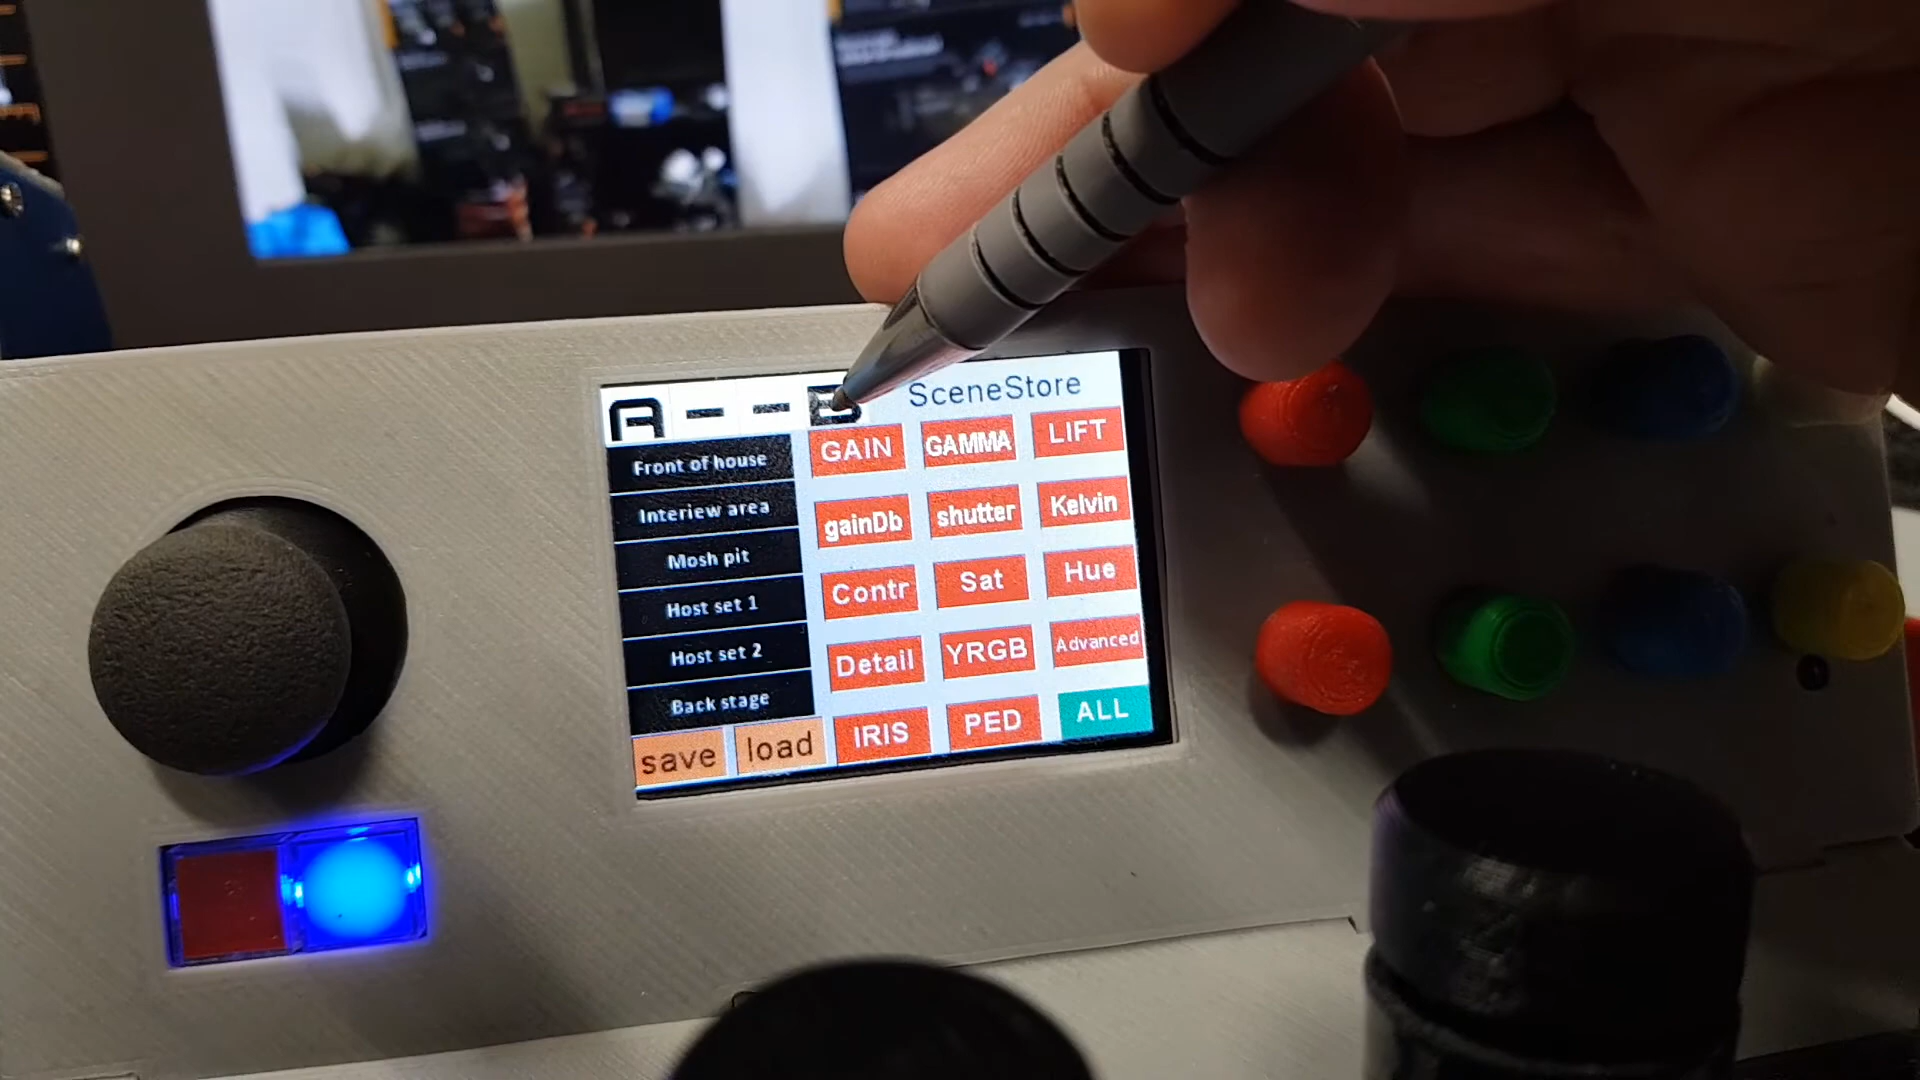 A - - B SceneStore
GAIN GAMMA LIFT
Front of house
Interiew area
gainDb shutter Kelvin
Mosh pit
Host set 1
Contr Sat Hue
Host set 2
Detail YRGB Advanced
Back stage
save load IRIS PED ALL